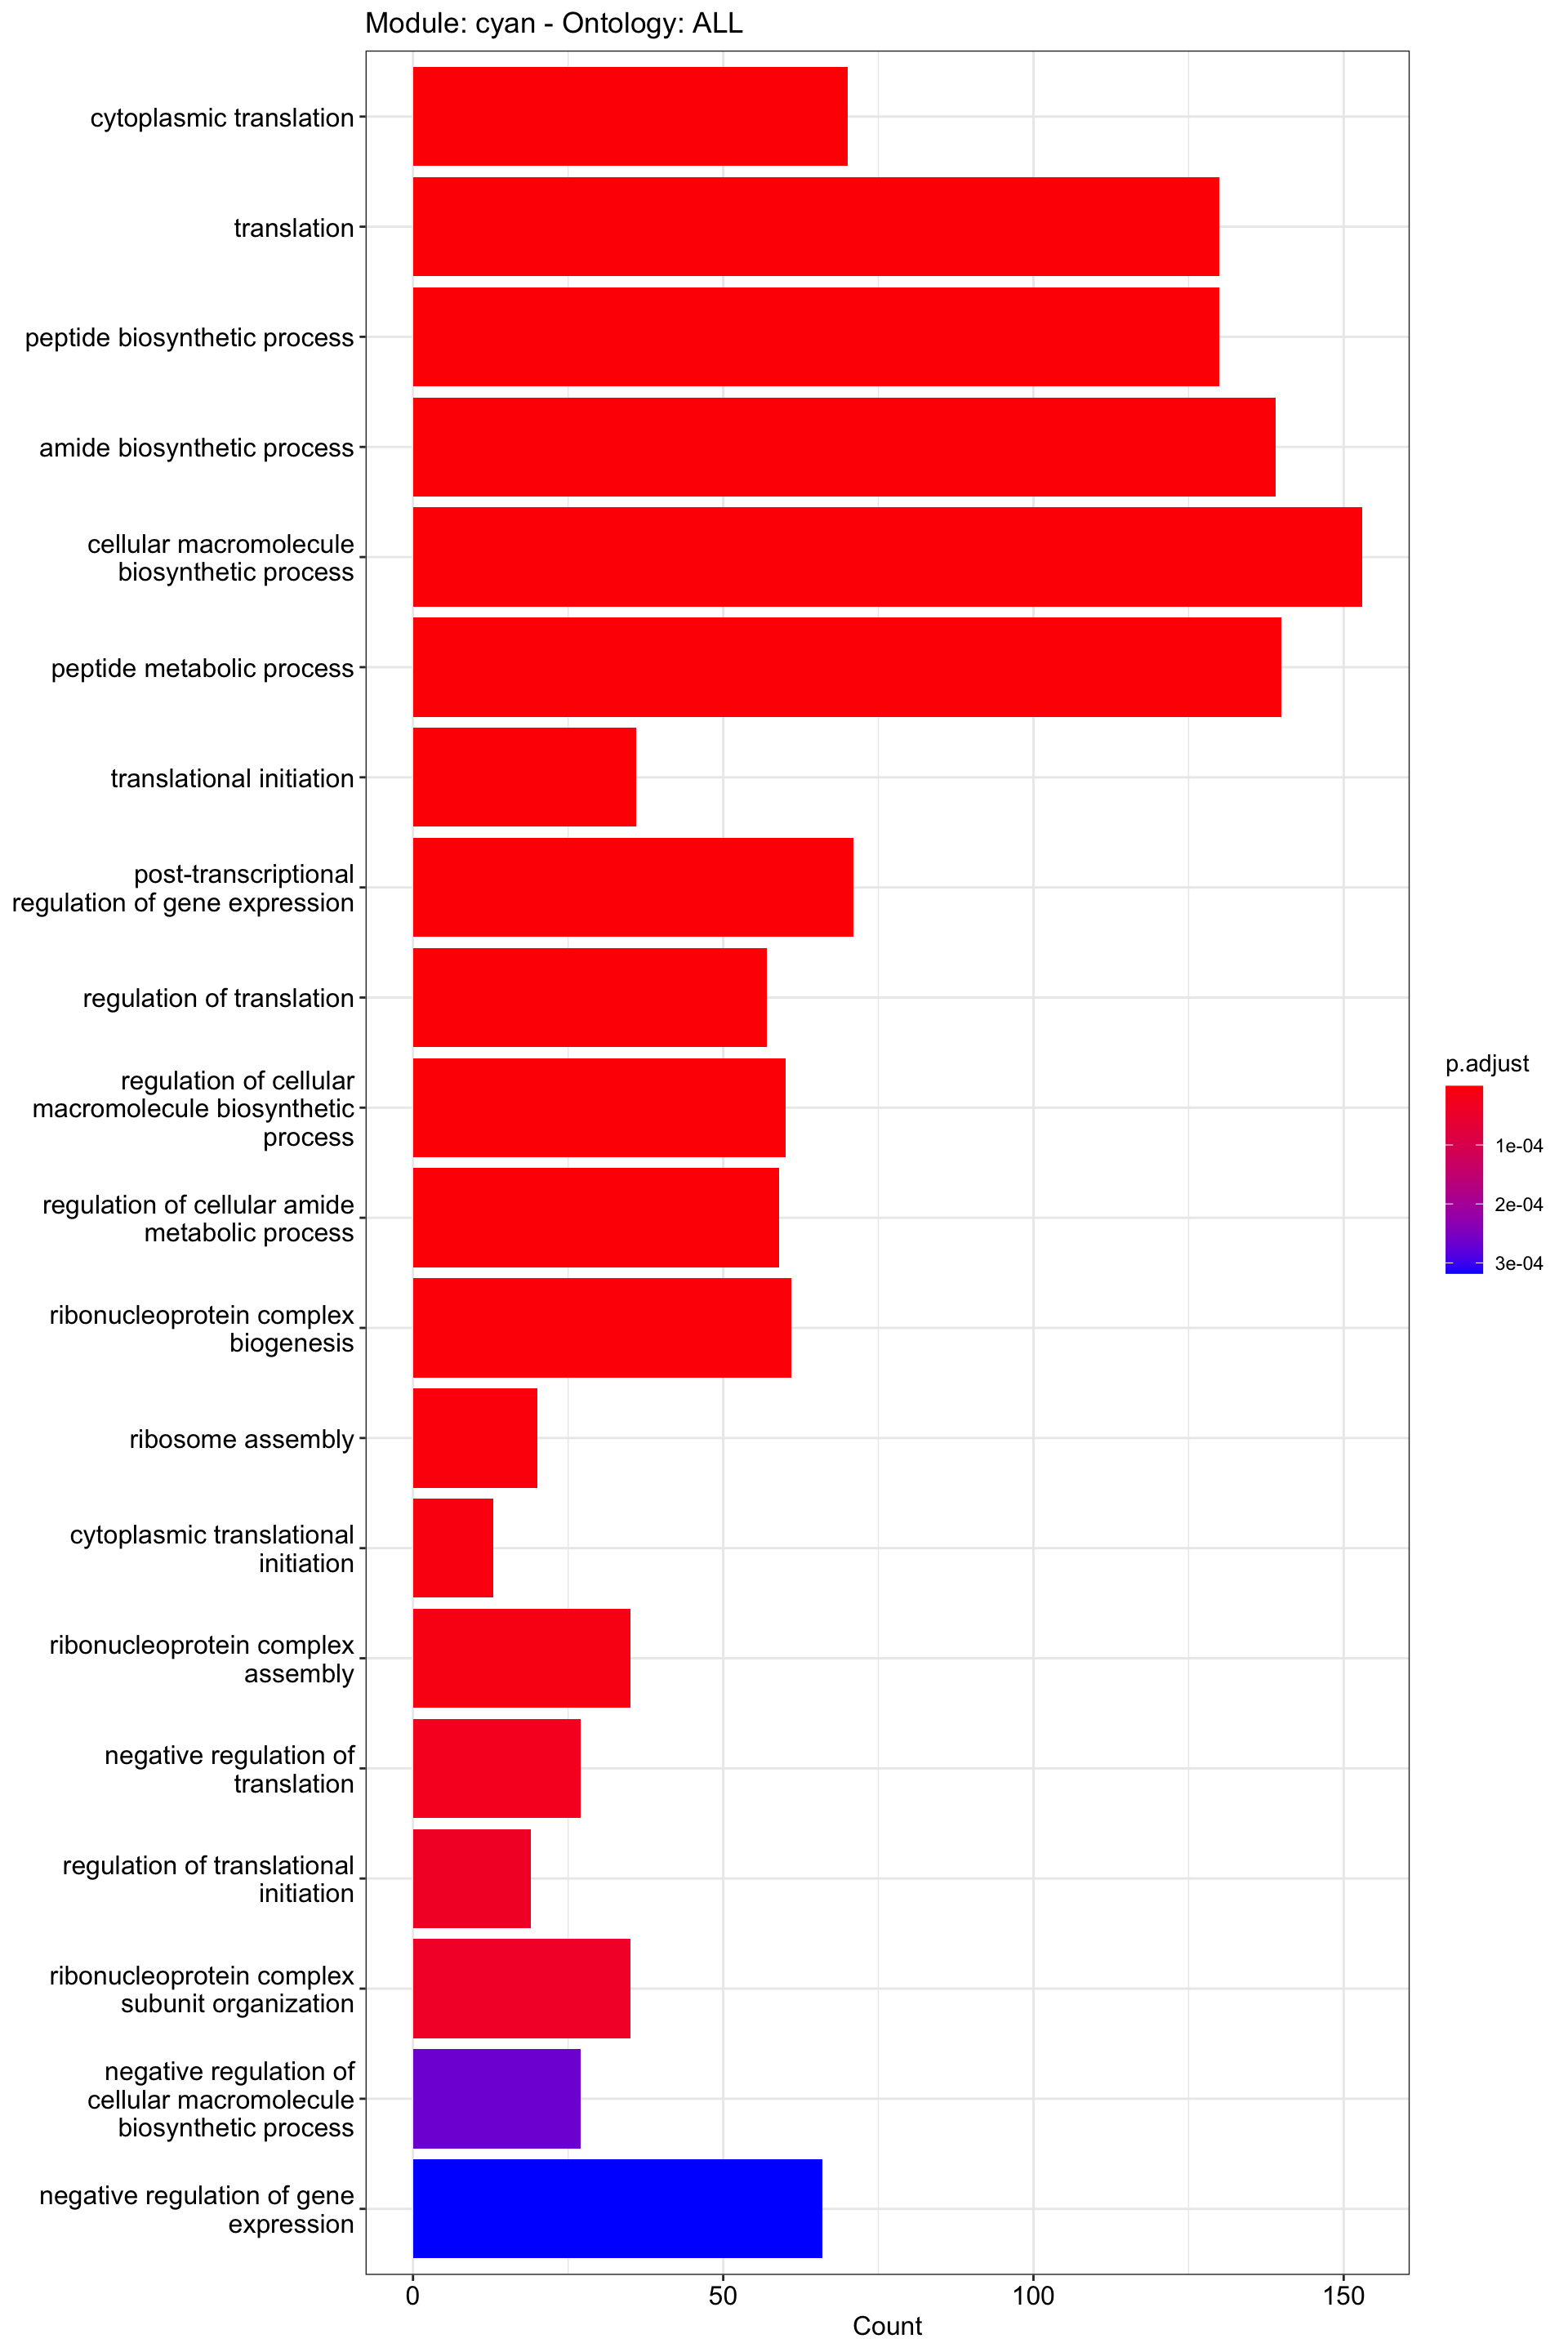 Module: cyan - Ontology: ALL
cytoplasmic translation
translation
peptide biosynthetic process
amide biosynthetic process
cellular macromolecule
biosynthetic process
peptide metabolic process
translational initiation
post-transcriptional
regulation of gene expression
regulation of translation
regulation of cellular
macromolecule biosynthetic
process
regulation of cellular amide
metabolic process
ribonucleoprotein complex
biogenesis
ribosome assembly
cytoplasmic translational
initiation
ribonucleoprotein complex
assembly
negative regulation of
translation
regulation of translational
initiation
ribonucleoprotein complex
subunit organization
negative regulation of
cellular macromolecule
biosynthetic process
negative regulation of gene
expression
0 50 100 150
Count
p.adjust
1e-04
2e-04
3e-04